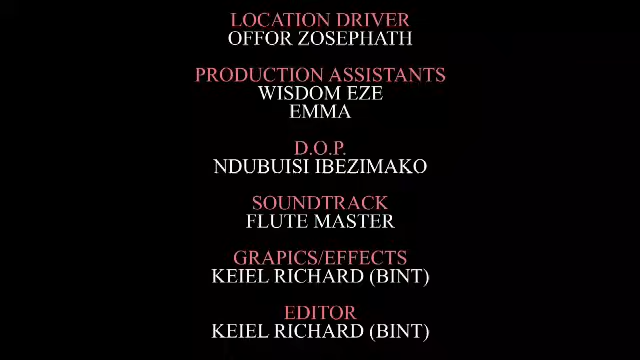 LOCATION DRIVER
OFFOR ZOSEPHATH
PRODUCTION ASSISTANTS
WISDOM EZE
EMMA
D.O.P.
NDUBUISI IBEZIMAKO
SOUNDTRACK
FLUTE MASTER
GRAPICS/EFFECTS
KEIEL RICHARD (BINT)
EDITOR
KEIEL RICHARD (BINT)